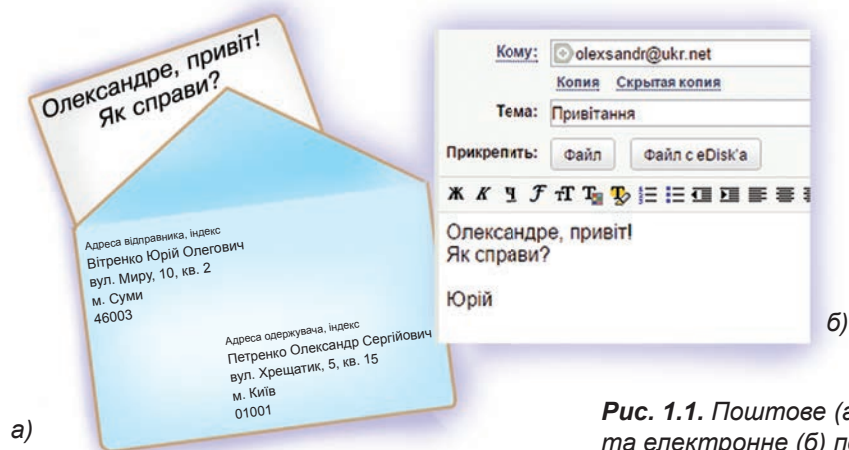 Олександре, привіт!
Як справи?
Адреса відправника, індекс
Вітренко Юрій Олегович
вул. Миру, 10, кв. 2
м. Суми
46003
Адреса одержувача, індекс
Петренко Олександр Сергійович
вул. Хрещатик, 5, кв. 15
м. Київ
01001
а)
Кому: olexsandr@ukr.net
Копия Скрытая копия
Тема: Привітання
Прикрепить: Файл Файл с eDisk'а
Ж К Ч
Олександре, привіт!
Як справи?
Юрій
б)
Рис. 1.1. Поштове (а
та електронне (б)